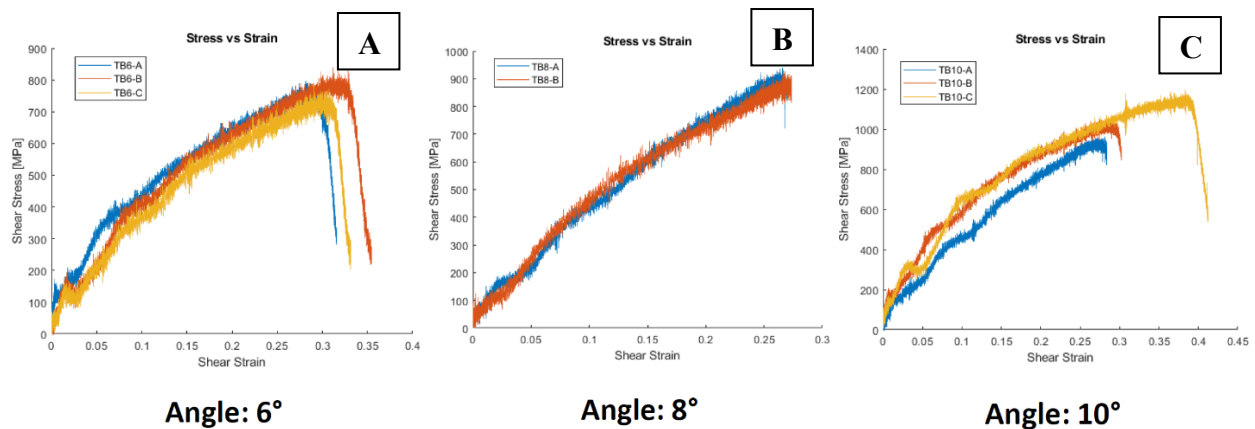 A
Stress vs Strain
TB6-A
TB6-B
TB6-C
900
800
700
600
500
400
300
200
100
0
Shear Stress [MPa]
0 0.05 0.1 0.15 0.2 0.25 0.3 0.35 0.4
Shear Strain
Angle: 6°
B
Stress vs Strain
TB8-A
TB8-B
1000
900
800
700
600
500
400
300
200
100
0
Shear Stress [MPa]
0 0.05 0.1 0.15 0.2 0.25 0.3
Shear Strain
Angle: 8°
C
Stress vs Strain
TB10-A
TB10-B
TB10-C
1400
1200
1000
800
600
400
200
0
Shear Stress [MPa]
0 0.05 0.1 0.15 0.2 0.25 0.3 0.35 0.4 0.45
Shear Strain
Angle: 10°